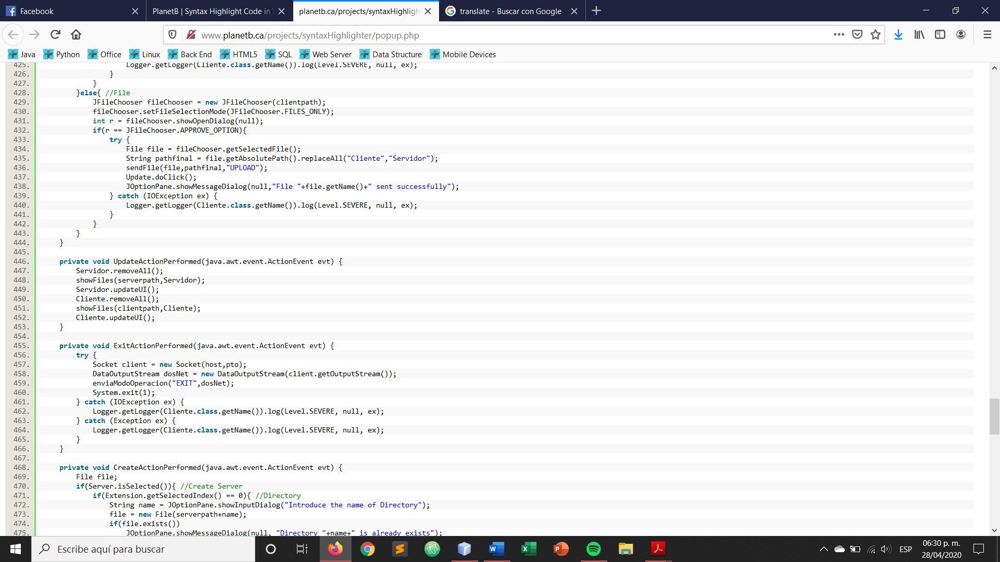 Facebook
PlanetB | Syntax Highlight Code in
planetb.ca/projects/syntaxHighligh
translate - Buscar con Google
www.planetb.ca/projects/syntaxHighlighter/popup.php
Java Python Office Linux Back End HTML5 SQL Web Server Data Structure Mobile Devices
425. Logger.getLogger(Cliente.class.getName()).log(Level.SEVERE, null, ex);
426. }
427. }
428. }else{ //File
429. JFileChooser fileChooser = new JFileChooser(clientpath);
430. fileChooser.setFileSelectionMode(JFileChooser.FILES_ONLY);
431. int r = fileChooser.showOpenDialog(null);
432. if(r == JFileChooser.APPROVE_OPTION){
433. try {
434. File file = fileChooser.getSelectedFile();
435. String pathfinal = file.getAbsolutePath().replaceAll("Cliente","Servidor");
436. sendFile(file,pathfinal,"UPLOAD");
437. Update.doClick();
438. JOptionPane.showMessageDialog(null,"File "+file.getName()+" sent successfully");
439. } catch (IOException ex) {
440. Logger.getLogger(Cliente.class.getName()).log(Level.SEVERE, null, ex);
441. }
442. }
443. }
444. }
445.
446. private void UpdateActionPerformed(java.awt.event.ActionEvent evt) {
447. Servidor.removeAll();
448. showFiles(serverpath,Servidor);
449. Servidor.updateUI();
450. Cliente.removeAll();
451. showFiles(clientpath,Cliente);
452. Cliente.updateUI();
453. }
454.
455. private void ExitActionPerformed(java.awt.event.ActionEvent evt) {
456. try {
457. Socket client = new Socket(host,pto);
458. DataOutputStream dosNet = new DataOutputStream(client.getOutputStream());
459. enviaModoOperacion("EXIT",dosNet);
460. System.exit(1);
461. } catch (IOException ex) {
462. Logger.getLogger(Cliente.class.getName()).log(Level.SEVERE, null, ex);
463. } catch (Exception ex) {
464. Logger.getLogger(Cliente.class.getName()).log(Level.SEVERE, null, ex);
465. }
466. }
467.
468. private void CreateActionPerformed(java.awt.event.ActionEvent evt) {
469. File file;
470. if(Server.isSelected()){ //Create Server
471. if(Extension.getSelectedIndex() == 0){ //Directory
472. String name = JOptionPane.showInputDialog("Introduce the name of Directory");
473. file = new File(serverpath+name);
474. if(file.exists())
475. JOptionPane.showMessageDialog(null, "Directory "+name+" is already exists");
Escribe aquí para buscar
ESP
06:30 p. m.
28/04/2020